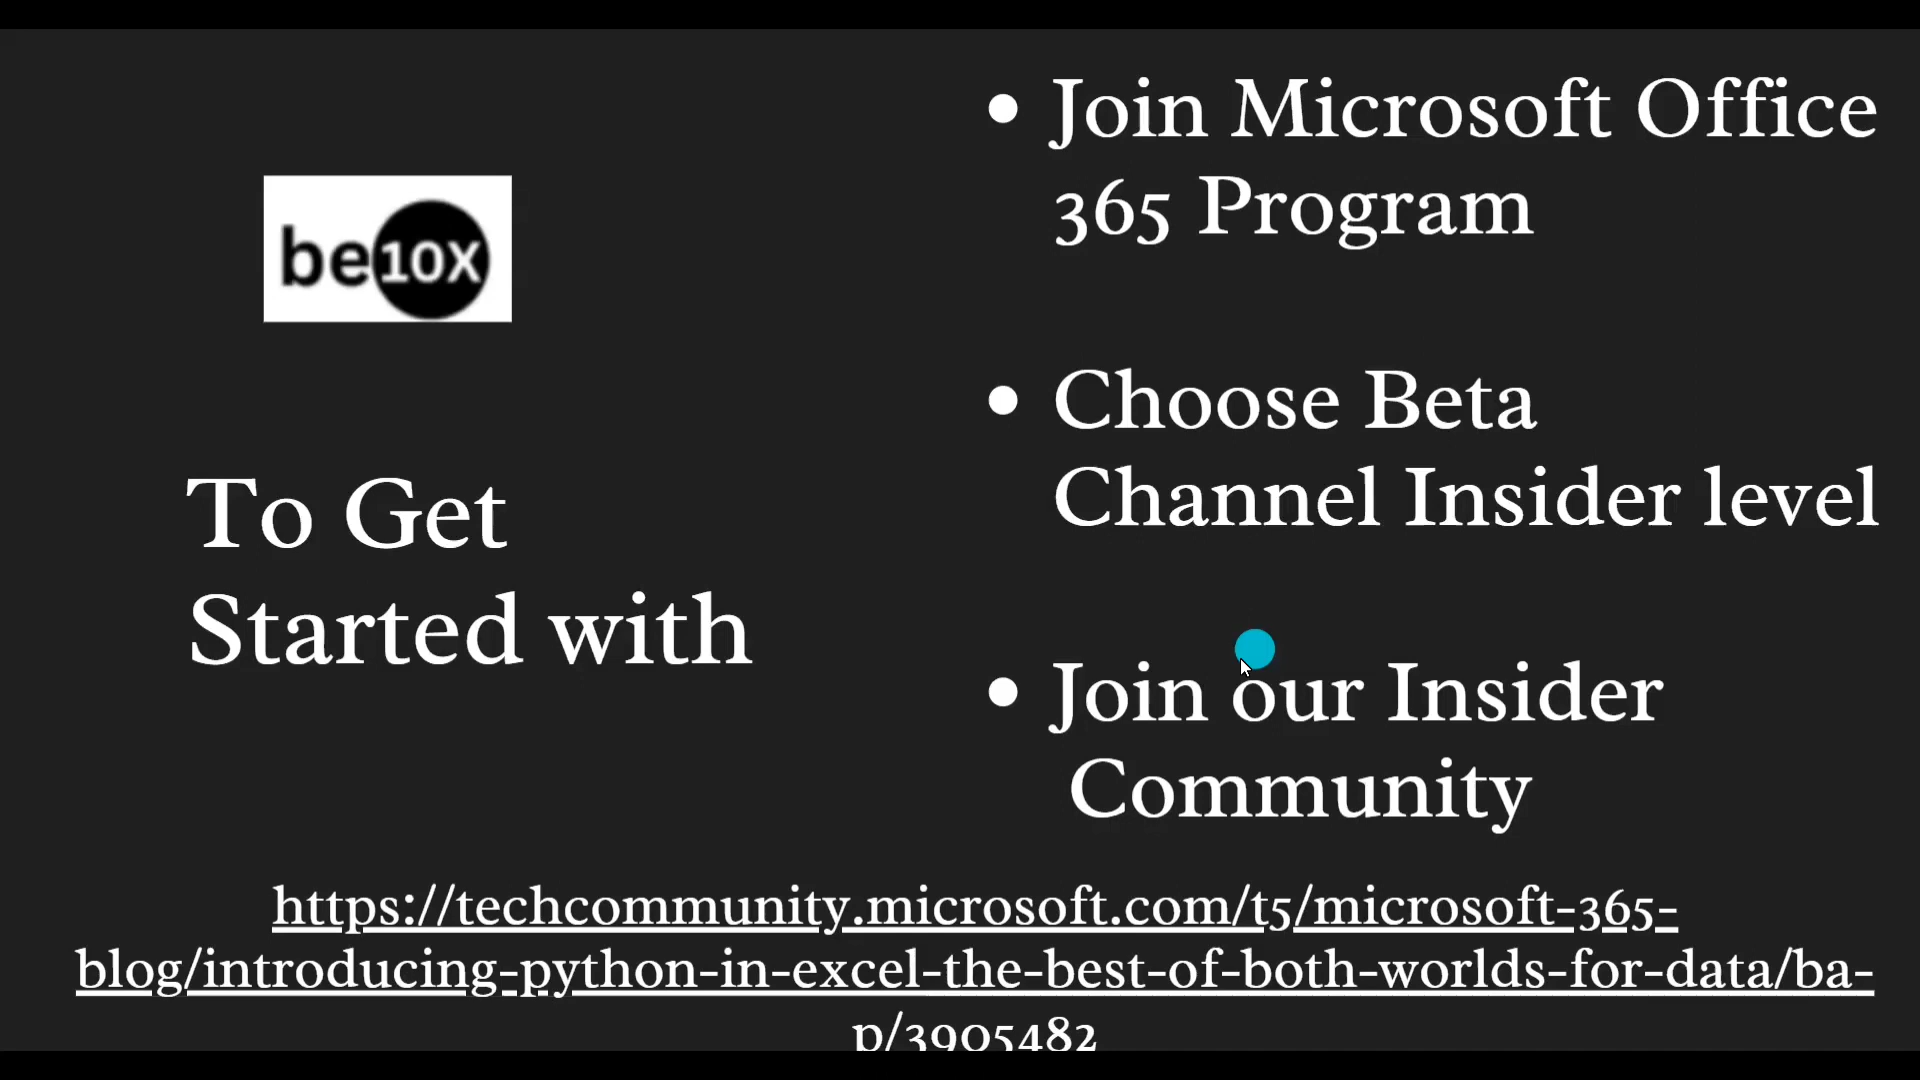 be10X
To Get
Started with
• Join Microsoft Office
365 Program
• Choose Beta
Channel Insider level
• Join our Insider
Community
https://techcommunity.microsoft.com/t5/microsoft-365-
blog/introducing-python-in-excel-the-best-of-both-worlds-for-data/ba-
p/3905482